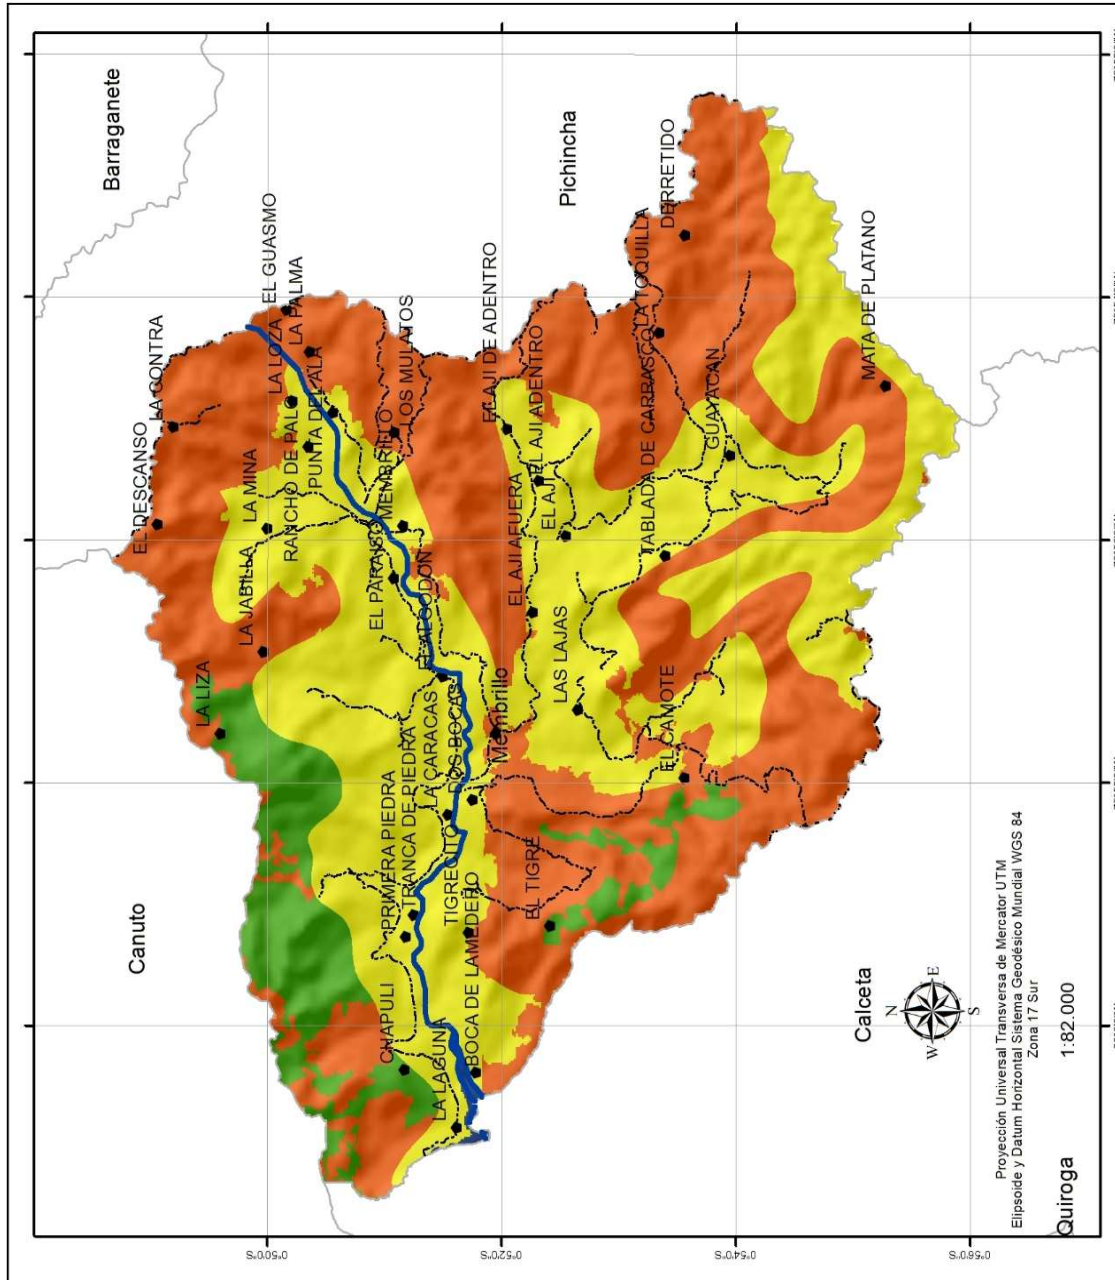 Barraganete
Canuto
EL DESCANSO
LA CONTRA
LA LIZA
LA JABILLA
LA MINA
LA LOZA
EL GUASMO
LA PALMA
RANCHO DE PALO
PUNTA DE LALA
CHAPULI
PRIMERA PIEDRA
TRANCA DE PIEDRA
EL PARAISO
MEMBRILLO
LOS MULATOS
LA LAGUNA
LA CARACAS
EL ALGODON
BOCA DE LAMEDERO
TIGRECITO
DOS BOCAS
Membrillo
EL AJI DE ADENTRO
EL TIGRE
EL AJI AFUERA
EL AJI
EL AJI ADENTRO
LAS LAJAS
Pichincha
EL CAMOTE
TABLADA DE CARRASCO
LA TOQUILLA
DERRETIDO
GUAYACAN
MATA DE PLATANO
Calceta
N
W
E
S
Proyección Universal Transversa de Mercator UTM
Elipsoide y Datum Horizontal Sistema Geodésico Mundial WGS 84
Zona 17 Sur
1:82.000
Quiroga
0°50'0"S
0°52'0"S
0°54'0"S
0°56'0"S